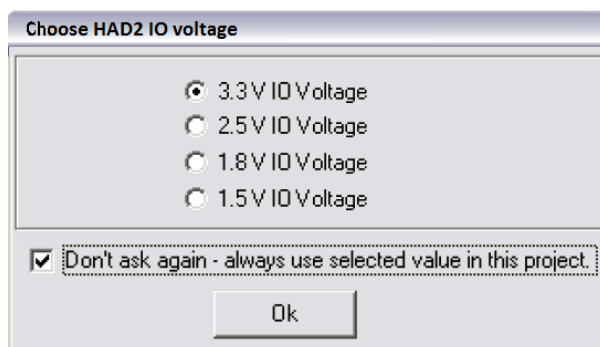 Choose HAD2 IO voltage
3.3 V IO Voltage
2.5 V IO Voltage
1.8 V IO Voltage
1.5 V IO Voltage
Don't ask again - always use selected value in this project.
Ok